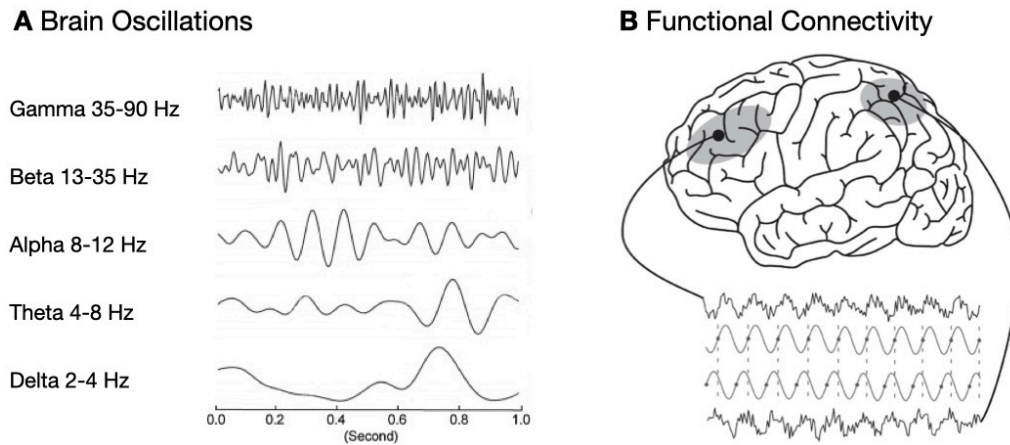 A Brain Oscillations
Gamma 35-90 Hz
Beta 13-35 Hz
Alpha 8-12 Hz
Theta 4-8 Hz
Delta 2-4 Hz
0.0 0.2 0.4 0.6 0.8 1.0
(Second)
B Functional Connectivity